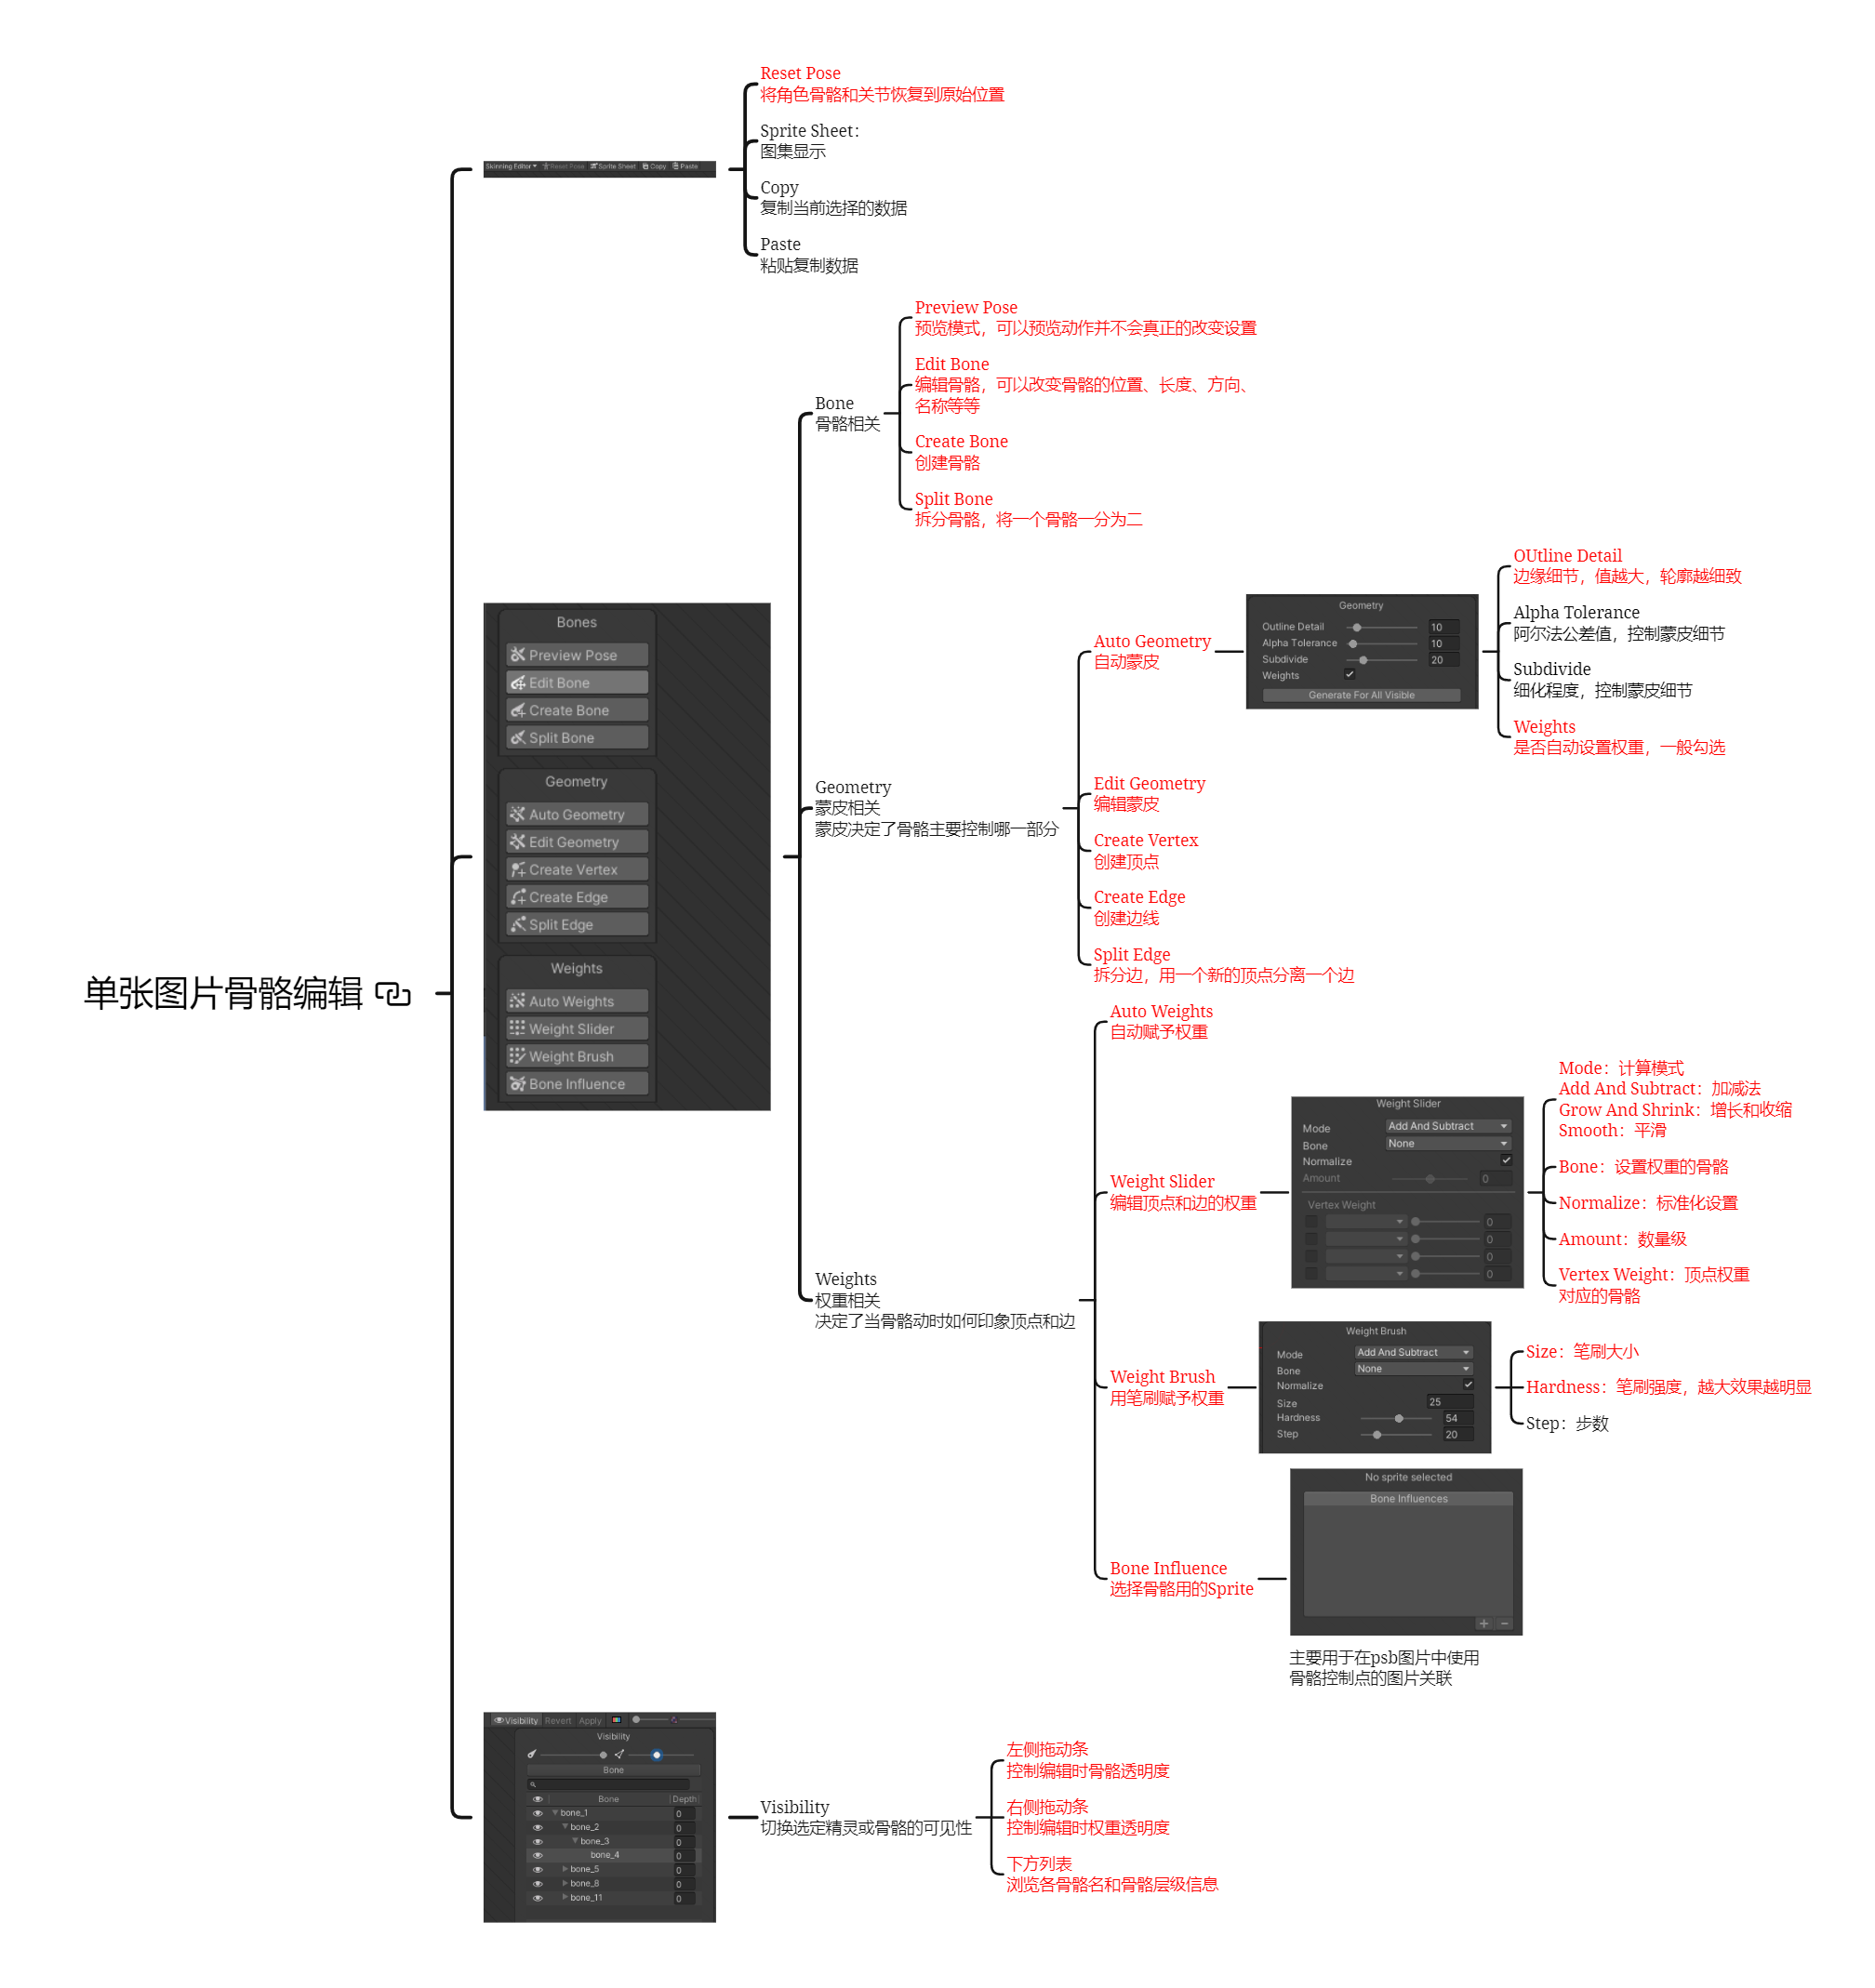 单张图片骨骼编辑
Skinning Editor
Reset Pose
Sprite Sheet
Copy
Paste
Reset Pose
将角色骨骼和关节恢复到原始位置
Sprite Sheet：
图集显示
Copy
复制当前选择的数据
Paste
粘贴复制数据
Bones
Preview Pose
Edit Bone
Create Bone
Split Bone
Geometry
Auto Geometry
Edit Geometry
Create Vertex
Create Edge
Split Edge
Weights
Auto Weights
Weight Slider
Weight Brush
Bone Influence
Bone
骨骼相关
Preview Pose
预览模式，可以预览动作并不会真正的改变设置
Edit Bone
编辑骨骼，可以改变骨骼的位置、长度、方向、
名称等等
Create Bone
创建骨骼
Split Bone
拆分骨骼，将一个骨骼一分为二
Geometry
蒙皮相关
蒙皮决定了骨骼主要控制哪一部分
Auto Geometry
自动蒙皮
Geometry
Outline Detail 10
Alpha Tolerance 10
Subdivide 20
Weights
Generate For All Visible
OUtline Detail
边缘细节，值越大，轮廓越细致
Alpha Tolerance
阿尔法公差值，控制蒙皮细节
Subdivide
细化程度，控制蒙皮细节
Weights
是否自动设置权重，一般勾选
Edit Geometry
编辑蒙皮
Create Vertex
创建顶点
Create Edge
创建边线
Split Edge
拆分边，用一个新的顶点分离一个边
Weights
权重相关
决定了当骨骼动时如何印象顶点和边
Auto Weights
自动赋予权重
Weight Slider
编辑顶点和边的权重
Weight Slider
Mode Add And Subtract
Bone None
Normalize
Amount 0
Vertex Weight
0
0
0
0
Mode：计算模式
Add And Subtract：加减法
Grow And Shrink：增长和收缩
Smooth：平滑
Bone：设置权重的骨骼
Normalize：标准化设置
Amount：数量级
Vertex Weight：顶点权重
对应的骨骼
Weight Brush
用笔刷赋予权重
Weight Brush
Mode Add And Subtract
Bone None
Normalize
Size 25
Hardness 54
Step 20
Size：笔刷大小
Hardness：笔刷强度，越大效果越明显
Step：步数
Bone Influence
选择骨骼用的Sprite
No sprite selected
Bone Influences
+ −
主要用于在psb图片中使用
骨骼控制点的图片关联
Visibility Revert Apply
Visibility
Bone
Bone Depth
bone_1 0
bone_2 0
bone_3 0
bone_4 0
bone_5 0
bone_8 0
bone_11 0
Visibility
切换选定精灵或骨骼的可见性
左侧拖动条
控制编辑时骨骼透明度
右侧拖动条
控制编辑时权重透明度
下方列表
浏览各骨骼名和骨骼层级信息